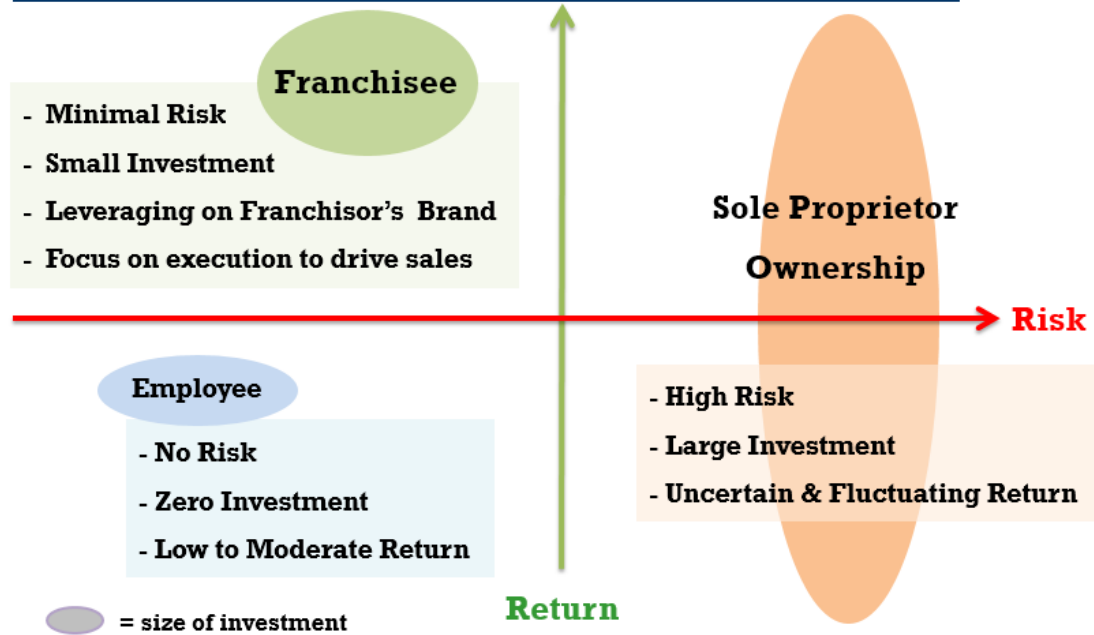 Franchisee
- Minimal Risk
- Small Investment
- Leveraging on Franchisor's Brand
- Focus on execution to drive sales
Sole Proprietor
Ownership
Risk
Employee
- No Risk
- Zero Investment
- Low to Moderate Return
- High Risk
- Large Investment
- Uncertain & Fluctuating Return
Return
= size of investment